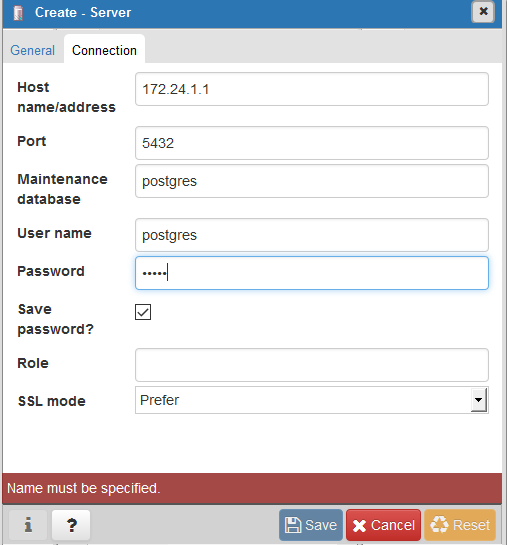 Create - Server
General Connection
Host name/address 172.24.1.1
Port 5432
Maintenance database postgres
User name postgres
Password •••••
Save password?
Role
SSL mode Prefer
Name must be specified.
i ? Save Cancel Reset